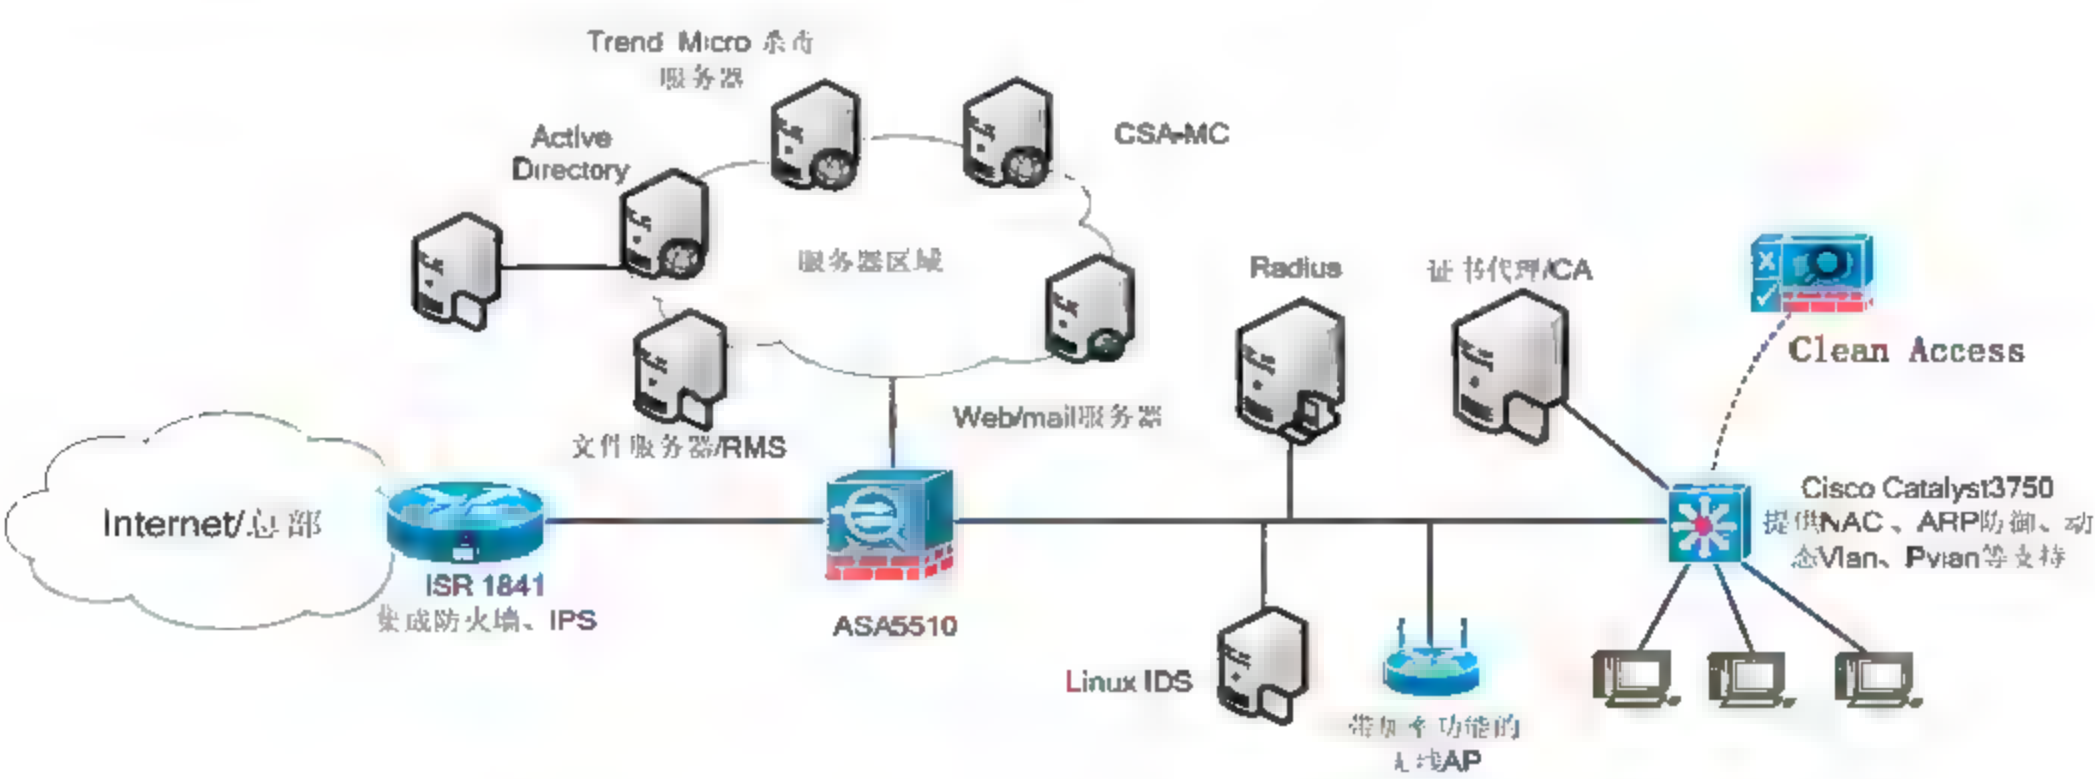 Trend Micro 杀毒
服务器
Active
Directory
CSA-MC
服务器区域
Radius
证书代理/CA
Clean Access
Web/mail服务器
文件服务器/RMS
Internet/总部
ISR 1841
集成防火墙、IPS
ASA5510
Cisco Catalyst3750
提供NAC、ARP防御、动
态Vlan、Pvlan等支持
Linux IDS
带加密功能的
无线AP